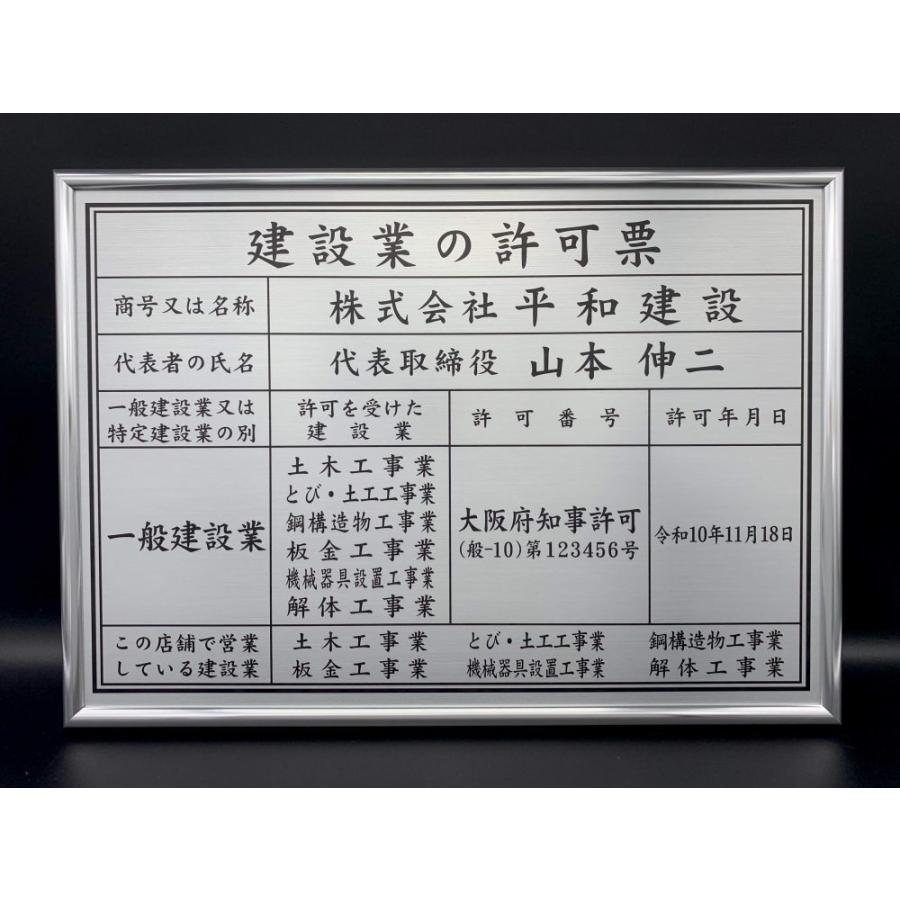 建設業の許可票
商号又は名称
株式会社 平和建設
代表者の氏名
代表取締役 山本 伸二
一般建設業又は
特定建設業の別
許可を受けた
建設業
許可番号
許可年月日
一般建設業
土木工事業
とび・土工工事業
鋼構造物工事業
板金工事業
機械器具設置工事業
解体工事業
大阪府知事許可
(般-10)第123456号
令和10年11月18日
この店舗で営業
している建設業
土木工事業 とび・土工工事業 鋼構造物工事業
板金工事業 機械器具設置工事業 解体工事業